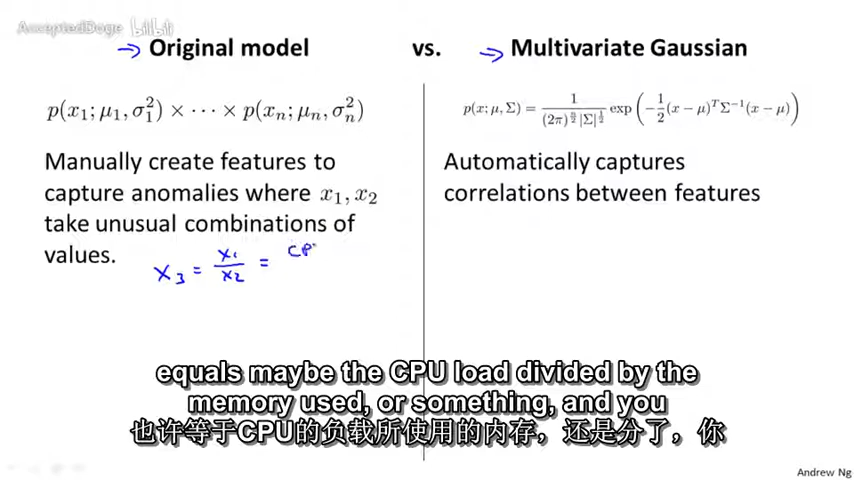 AcceptedDoge bilibili
→ Original model vs. → Multivariate Gaussian
p(x₁; μ₁, σ₁²) × ⋯ × p(xₙ; μₙ, σₙ²)
p(x; μ, Σ) = 1 / ((2π)^{n/2} |Σ|^{1/2}) exp(−1/2 (x − μ)ᵀ Σ⁻¹ (x − μ))
Manually create features to
capture anomalies where x₁, x₂
take unusual combinations of
values.
x₃ = x₁/x₂ = CP
Automatically captures
correlations between features
equals maybe the CPU load divided by the
memory used, or something, and you
也许等于CPU的负载所使用的内存，还是分了，你
Andrew Ng